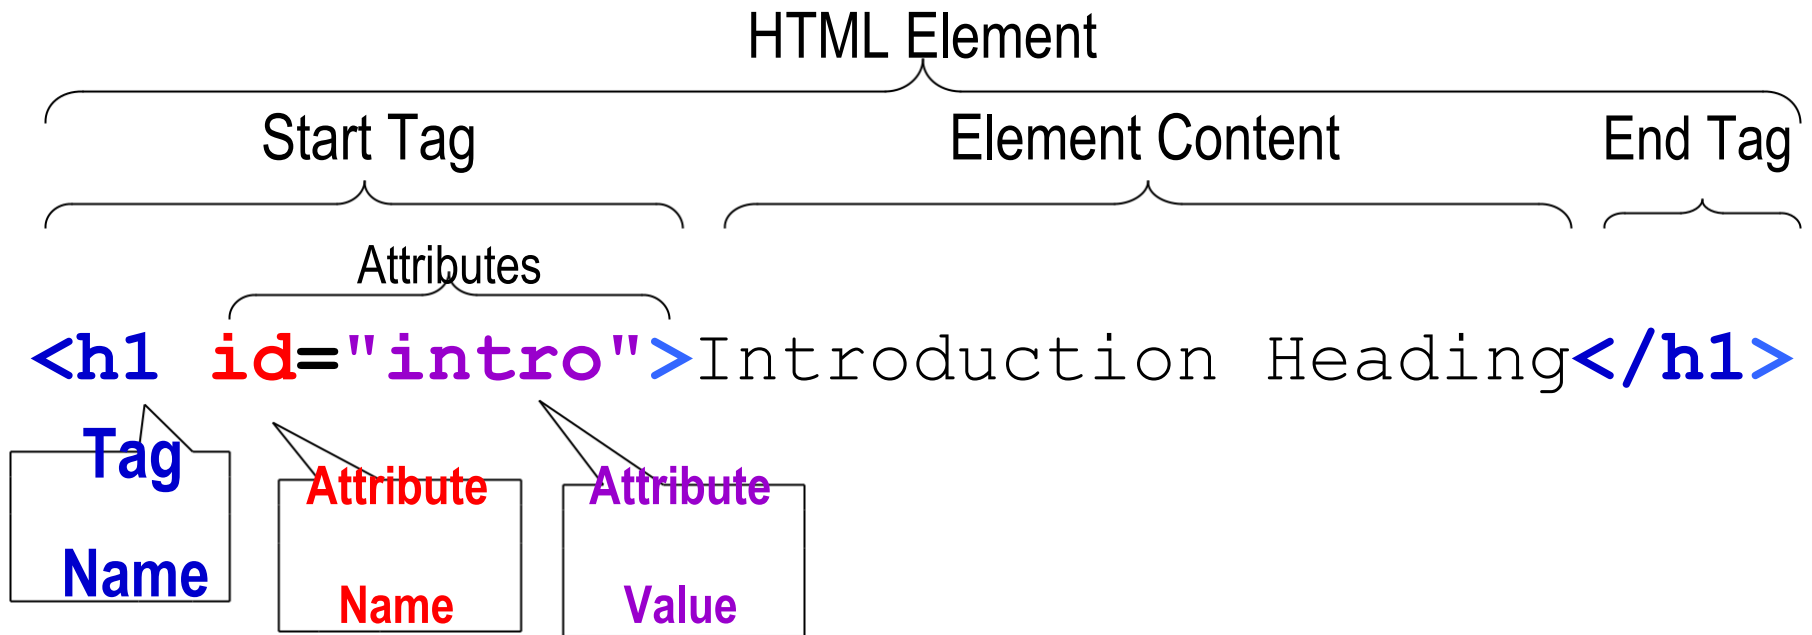 HTML Element
Start Tag Element Content End Tag
Attributes
<h1 id="intro">Introduction Heading</h1>
Tag
Name
Attribute
Name
Attribute
Value